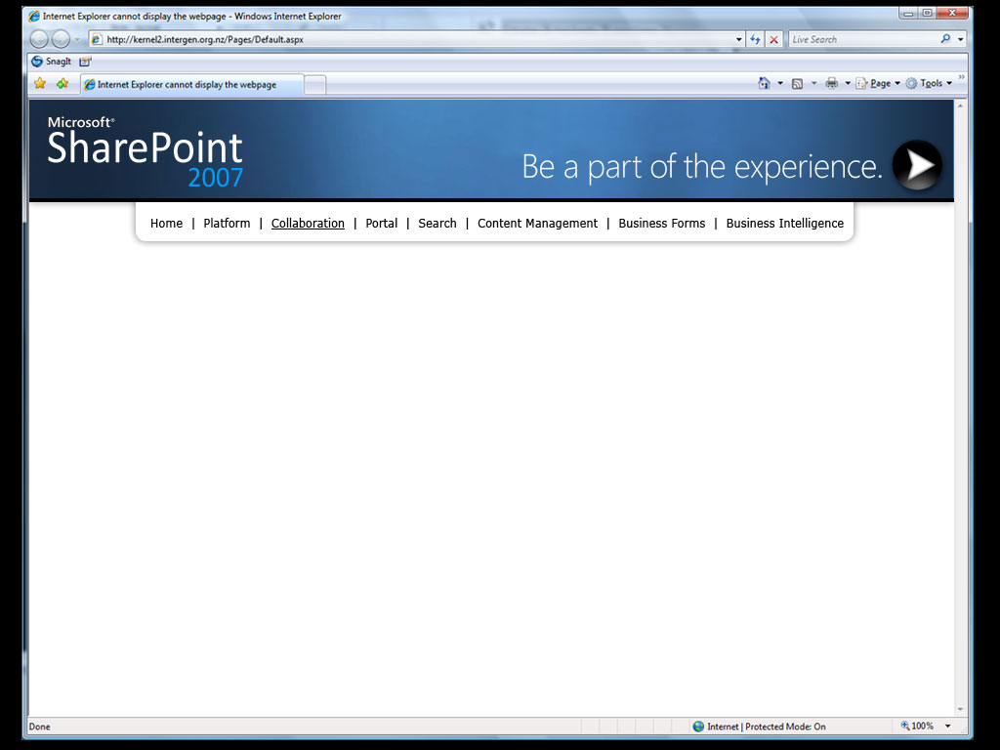 Internet Explorer cannot display the webpage - Windows Internet Explorer
http://kernel2.intergen.org.nz/Pages/Default.aspx
Live Search
SnagIt
Internet Explorer cannot display the webpage
Page
Tools
Microsoft®
SharePoint
2007
Be a part of the experience.
Home | Platform | Collaboration | Portal | Search | Content Management | Business Forms | Business Intelligence
Done
Internet | Protected Mode: On
100%